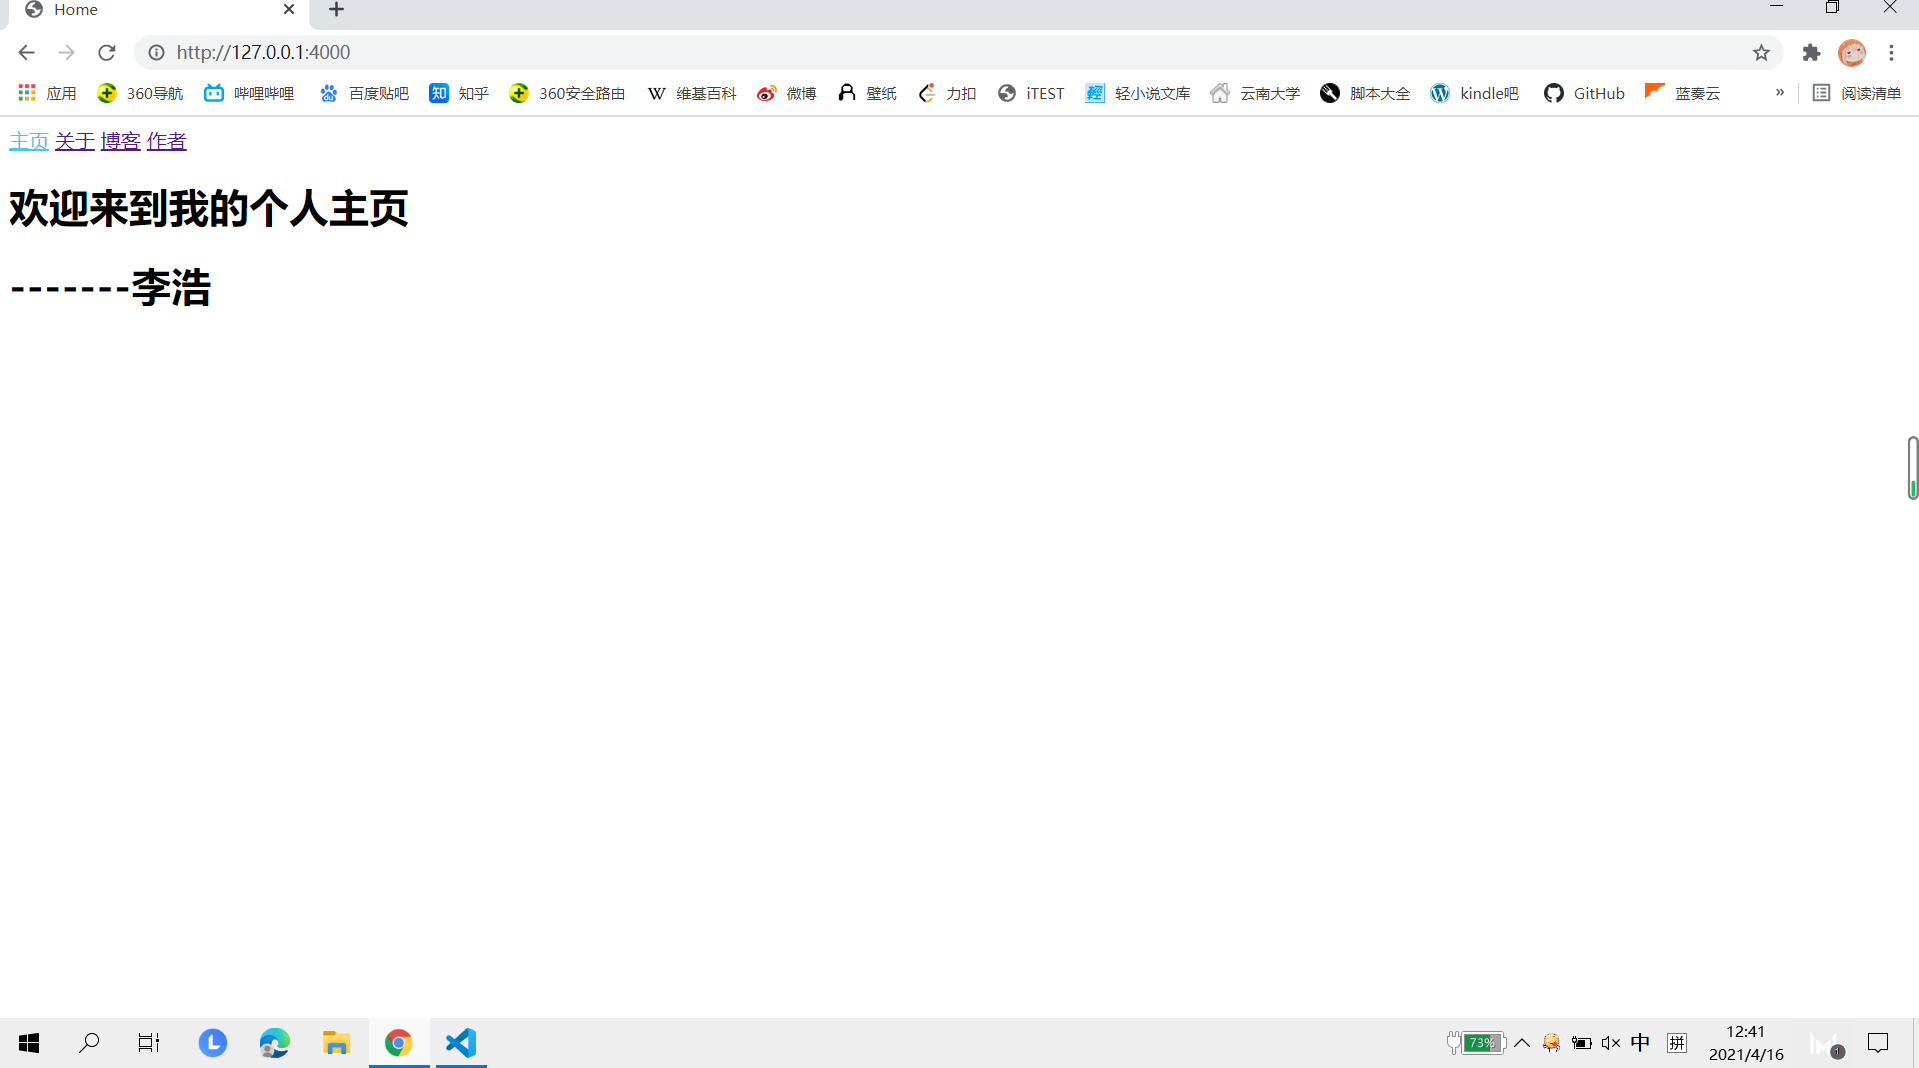 Home
http://127.0.0.1:4000
应用 360导航 哔哩哔哩 百度贴吧 知 知乎 360安全路由 W 维基百科 微博 壁纸 力扣 iTEST 輕 轻小说文库 云南大学 脚本大全 kindle吧 GitHub 蓝奏云 » 阅读清单
主页 关于 博客 作者
欢迎来到我的个人主页
-------李浩
73% 中 拼 12:41
2021/4/16
1